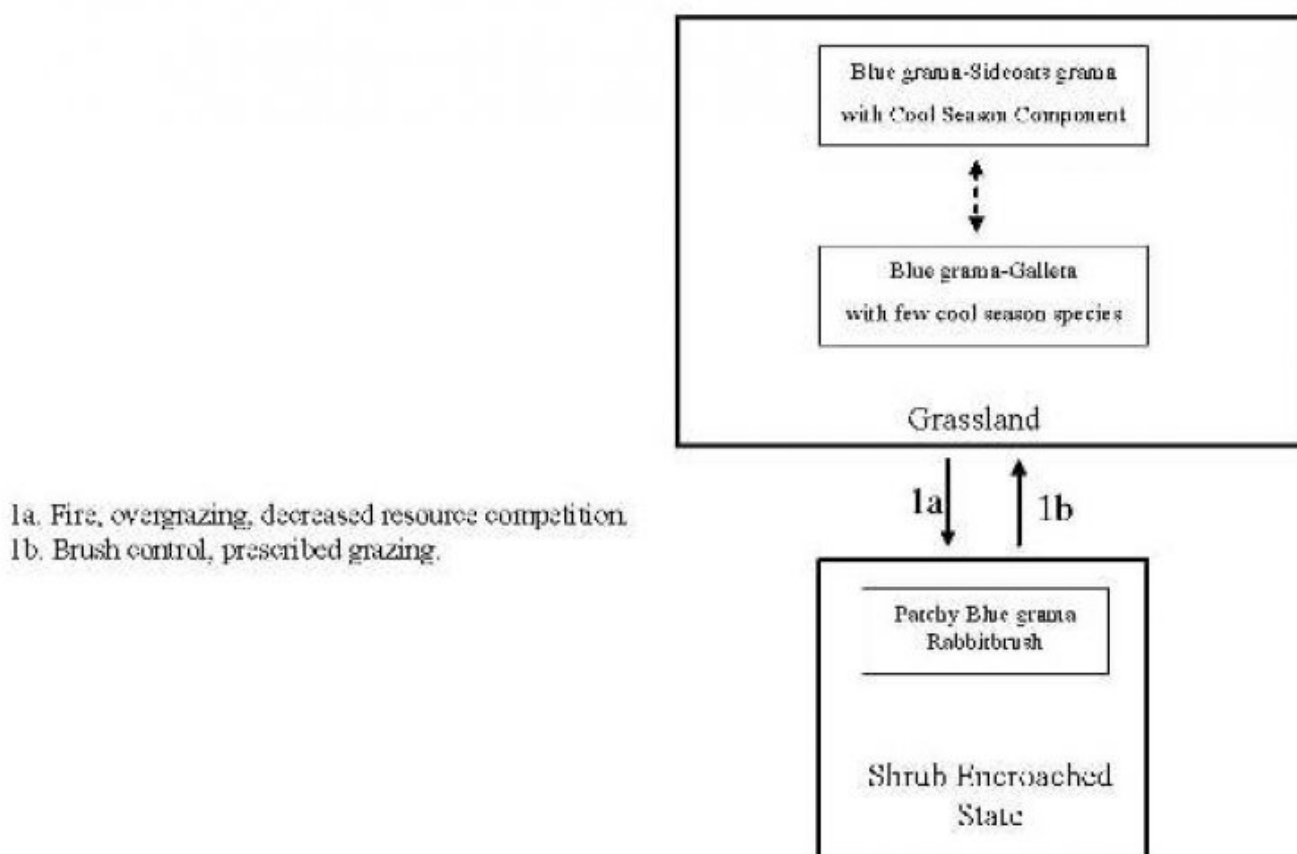 Blue grama-Sideoats grama
with Cool Season Component
Blue grama-Galleta
with few cool season species
Grassland
1a
1b
1a. Fire, overgrazing, decreased resource competition.
1b. Brush control, prescribed grazing.
Patchy Blue grama
Rabbitbrush
Shrub Encroached
State